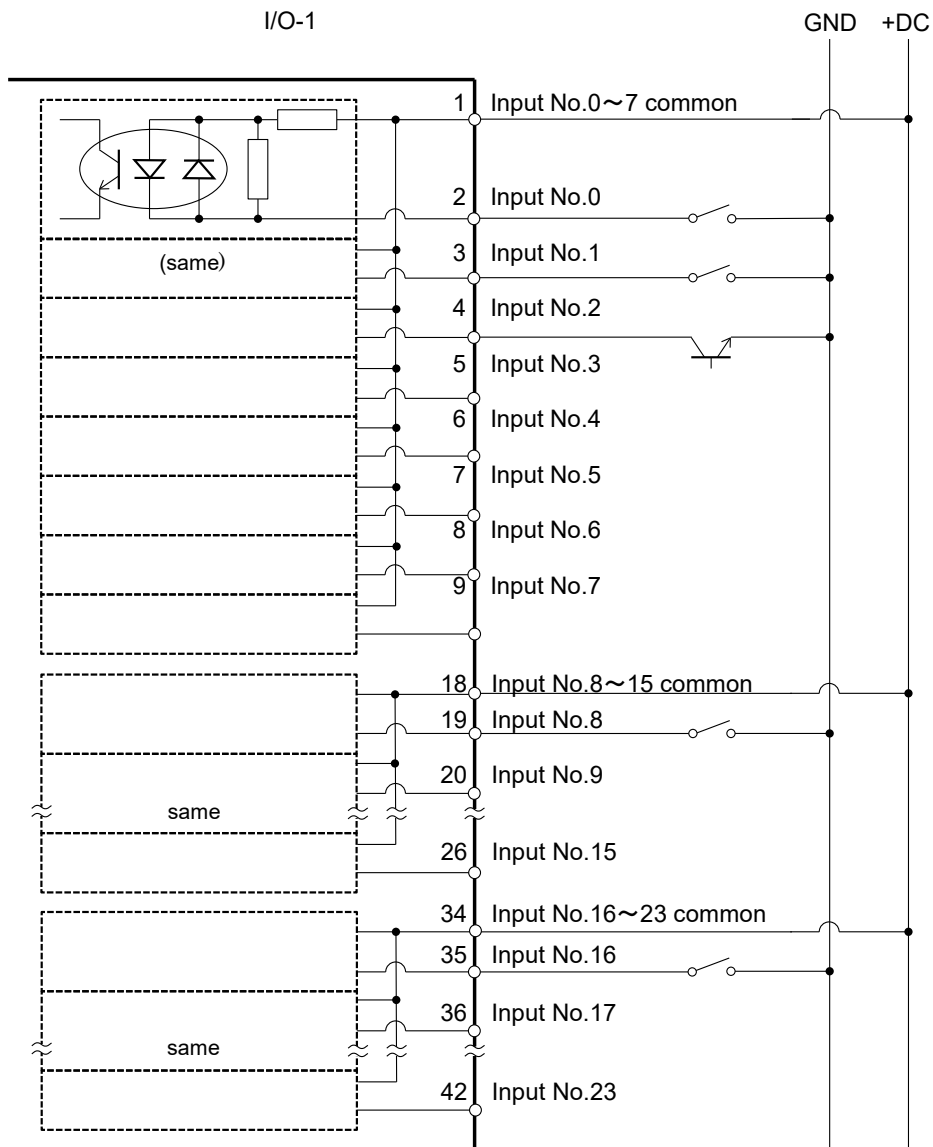 I/O-1 GND +DC
1 Input No.0～7 common
2 Input No.0
(same) 3 Input No.1
4 Input No.2
5 Input No.3
6 Input No.4
7 Input No.5
8 Input No.6
9 Input No.7
18 Input No.8～15 common
19 Input No.8
20 Input No.9
same
26 Input No.15
34 Input No.16～23 common
35 Input No.16
36 Input No.17
same
42 Input No.23